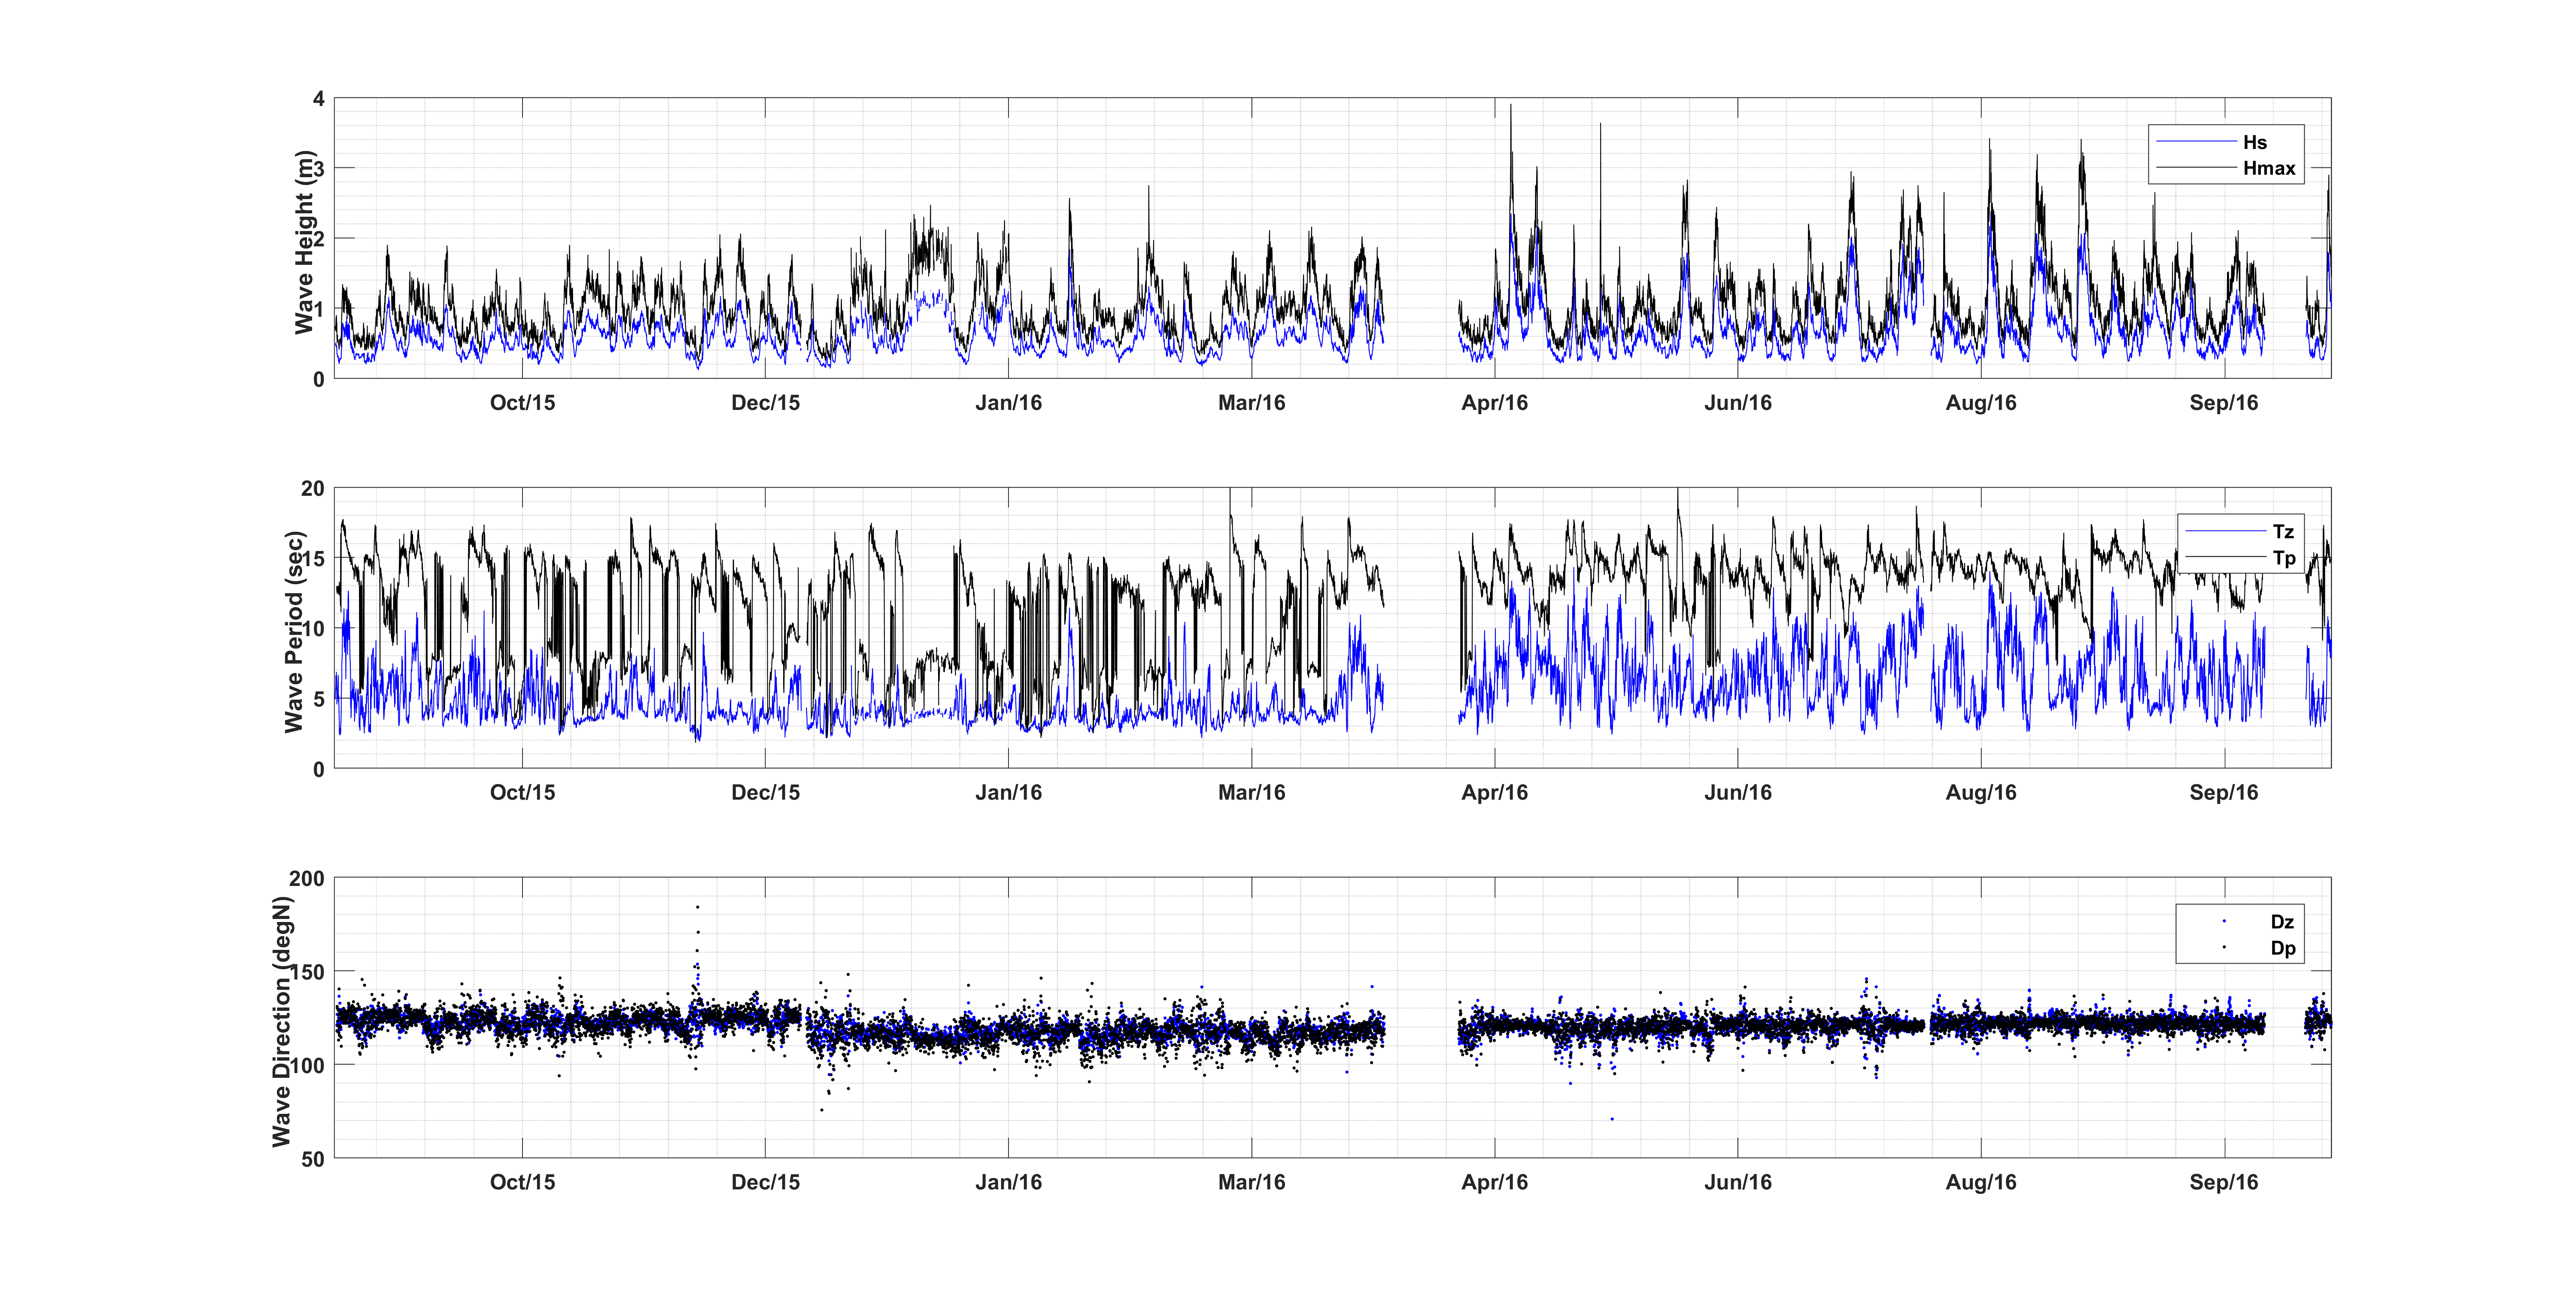 4
3
2
1
0
Wave Height (m)
Hs
Hmax
Oct/15 Dec/15 Jan/16 Mar/16 Apr/16 Jun/16 Aug/16 Sep/16
20
15
10
5
0
Wave Period (sec)
Tz
Tp
Oct/15 Dec/15 Jan/16 Mar/16 Apr/16 Jun/16 Aug/16 Sep/16
200
150
100
50
Wave Direction (degN)
Dz
Dp
Oct/15 Dec/15 Jan/16 Mar/16 Apr/16 Jun/16 Aug/16 Sep/16